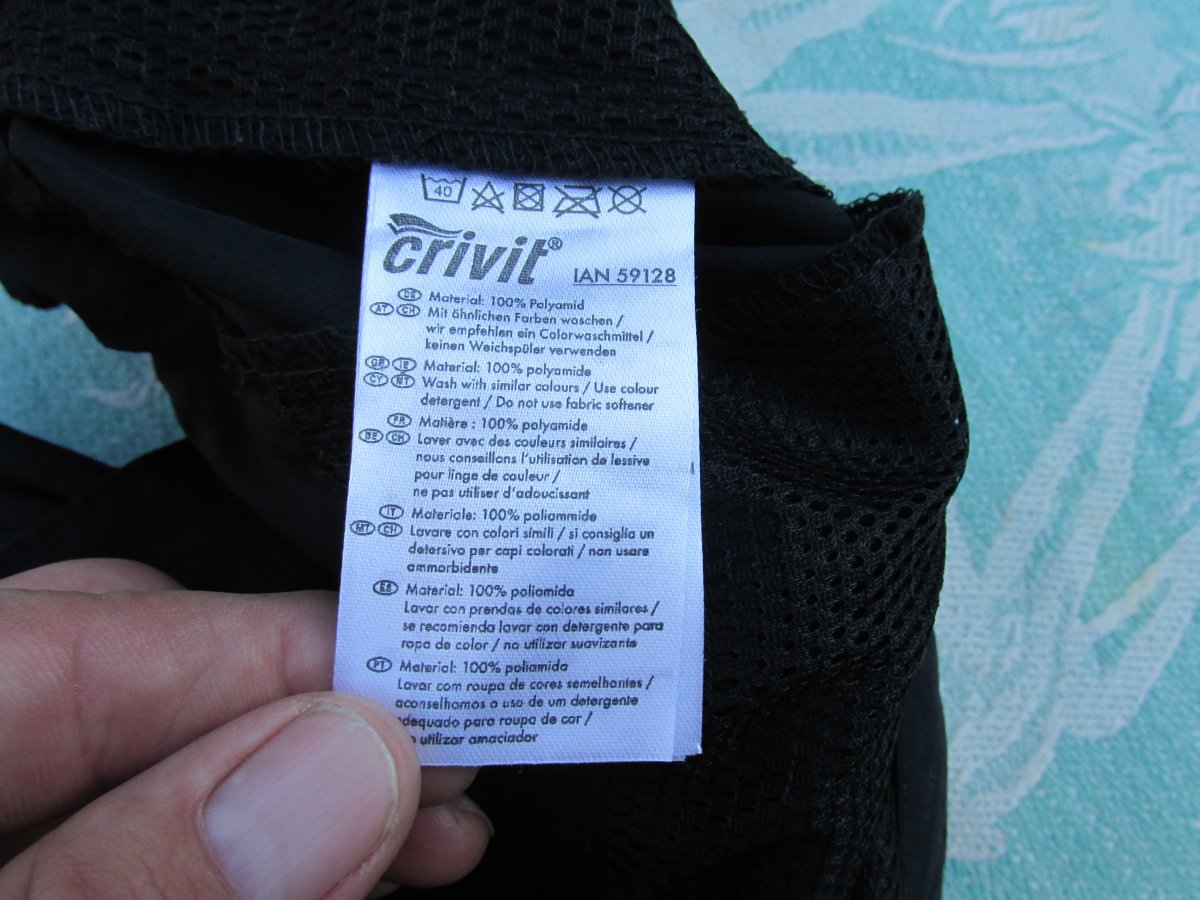 40
crivit®
IAN 59128
DE Material: 100% Polyamid
AT CH Mit ähnlichen Farben waschen /
wir empfehlen ein Colorwaschmittel /
keinen Weichspüler verwenden
GB IE Material: 100% polyamide
CY MT Wash with similar colours / Use colour
detergent / Do not use fabric softener
FR Matière : 100% polyamide
BE CH Laver avec des couleurs similaires /
nous conseillons l'utilisation de lessive
pour linge de couleur /
ne pas utiliser d'adoucissant
IT Materiale: 100% poliammide
MT CH Lavare con colori simili / si consiglia un
detersivo per capi colorati / non usare
ammorbidente
ES Material: 100% poliamida
Lavar con prendas de colores similares /
se recomienda lavar con detergente para
ropa de color / no utilizar suavizante
PT Material: 100% poliamida
Lavar com roupa de cores semelhantes /
aconselhamos o uso de um detergente
adequado para roupa de cor /
utilizar amaciador